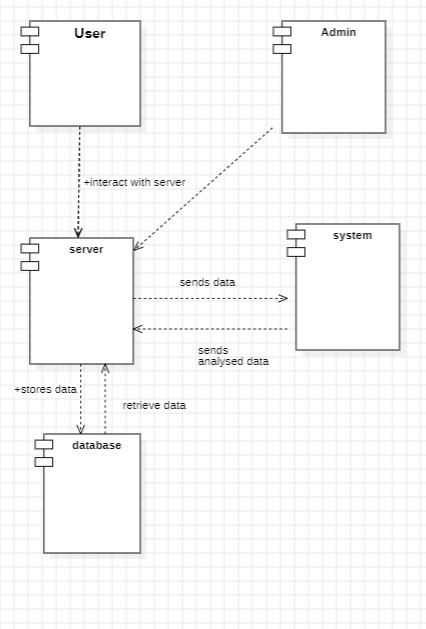 User
Admin
+interact with server
server
system
sends data
sends
analysed data
+stores data
retrieve data
database